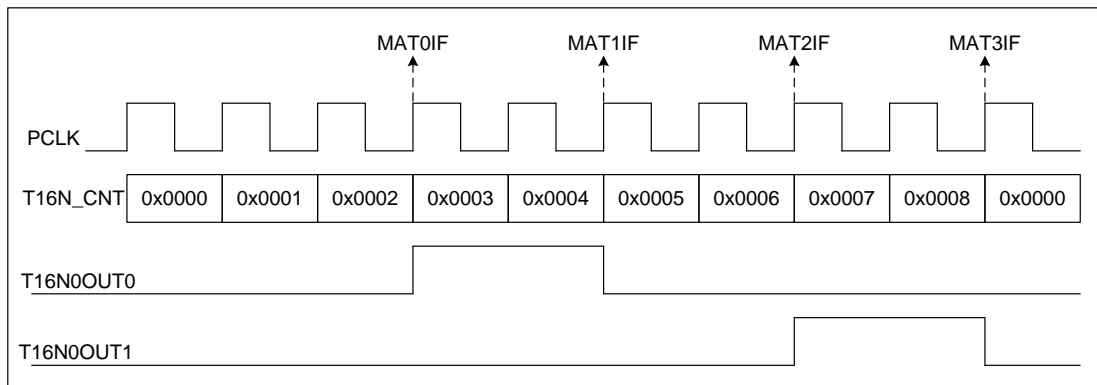 MAT0IF MAT1IF MAT2IF MAT3IF
PCLK
T16N_CNT 0x0000 0x0001 0x0002 0x0003 0x0004 0x0005 0x0006 0x0007 0x0008 0x0000
T16N0OUT0
T16N0OUT1